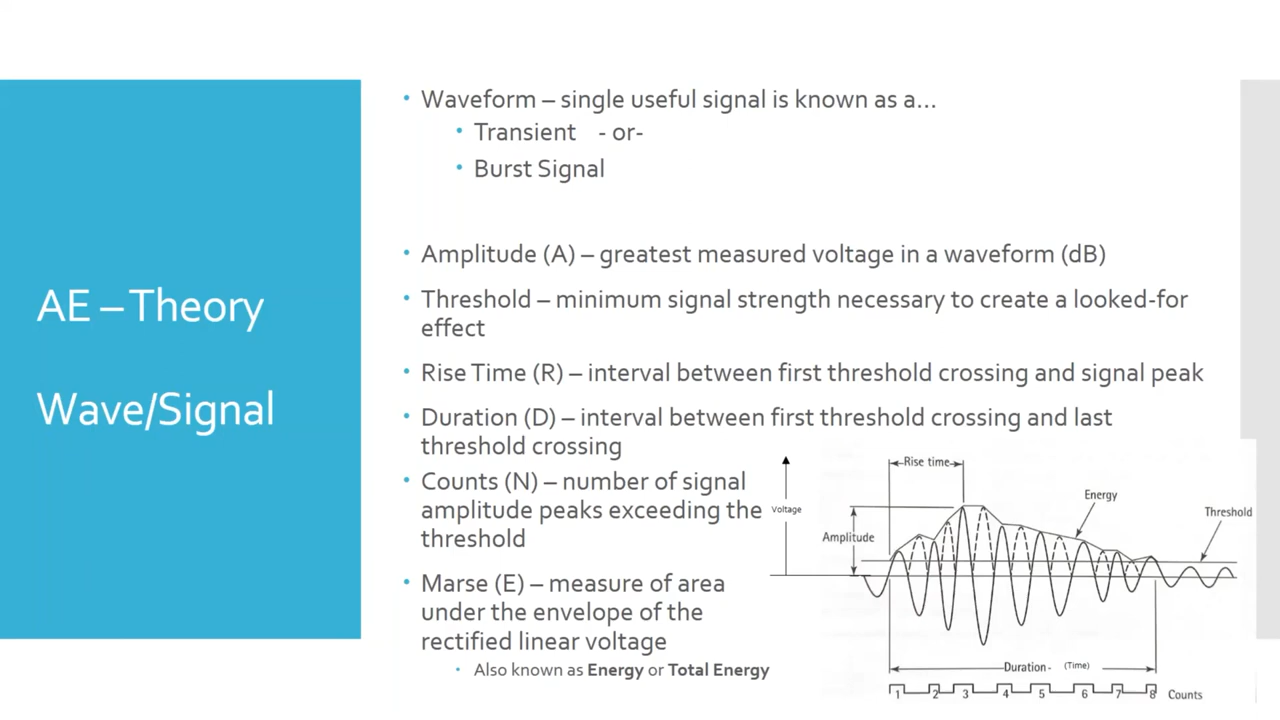 AE – Theory
Wave/Signal
• Waveform – single useful signal is known as a...
• Transient - or-
• Burst Signal
• Amplitude (A) – greatest measured voltage in a waveform (dB)
• Threshold – minimum signal strength necessary to create a looked-for
effect
• Rise Time (R) – interval between first threshold crossing and signal peak
• Duration (D) – interval between first threshold crossing and last
threshold crossing
• Counts (N) – number of signal
amplitude peaks exceeding the
threshold
• Marse (E) – measure of area
under the envelope of the
rectified linear voltage
• Also known as Energy or Total Energy
Rise time
Energy
Voltage
Threshold
Amplitude
Duration - (Time)
1 2 3 4 5 6 7 8 Counts